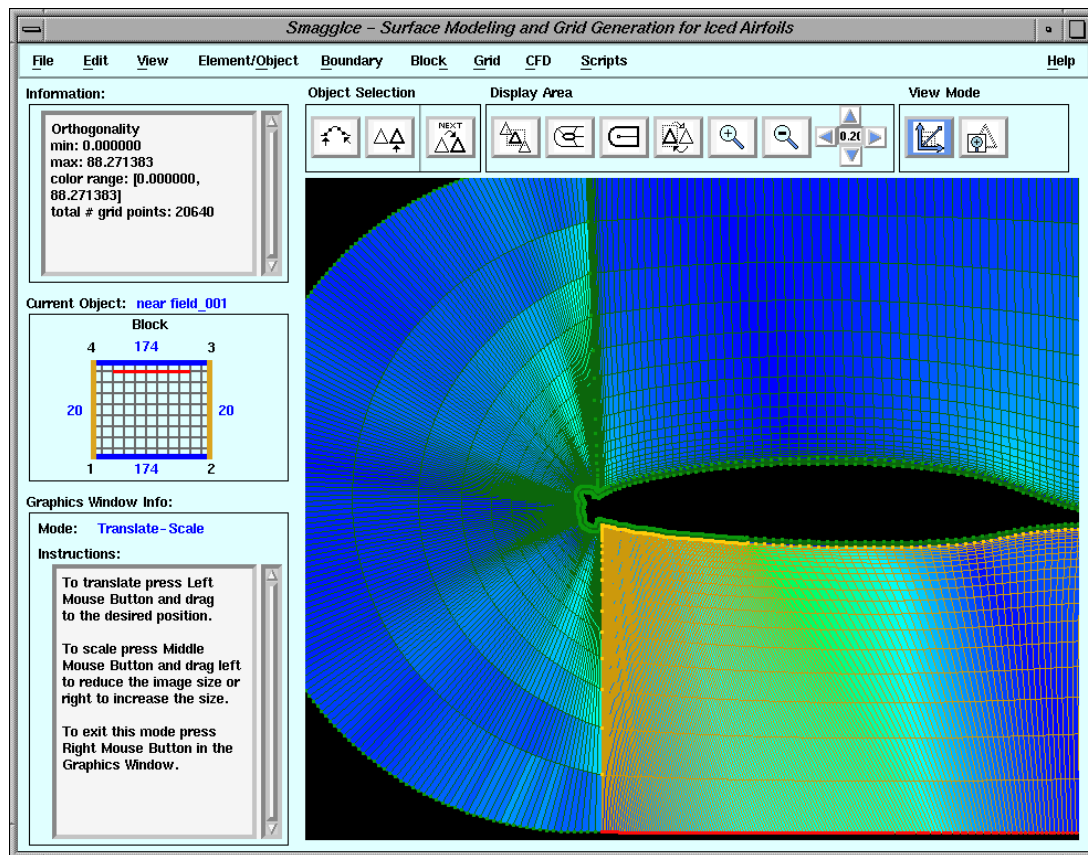 SmaggIce - Surface Modeling and Grid Generation for Iced Airfoils
File Edit View Element/Object Boundary Block Grid CFD Scripts Help
Information:
Orthogonality
min: 0.000000
max: 88.271383
color range: [0.000000,
88.271383]
total # grid points: 20640
Object Selection Display Area View Mode
NEXT
0.20
Current Object: near field_001
Block
4 174 3
20 20
1 174 2
Graphics Window Info:
Mode: Translate-Scale
Instructions:
To translate press Left
Mouse Button and drag
to the desired position.
To scale press Middle
Mouse Button and drag left
to reduce the image size or
right to increase the size.
To exit this mode press
Right Mouse Button in the
Graphics Window.